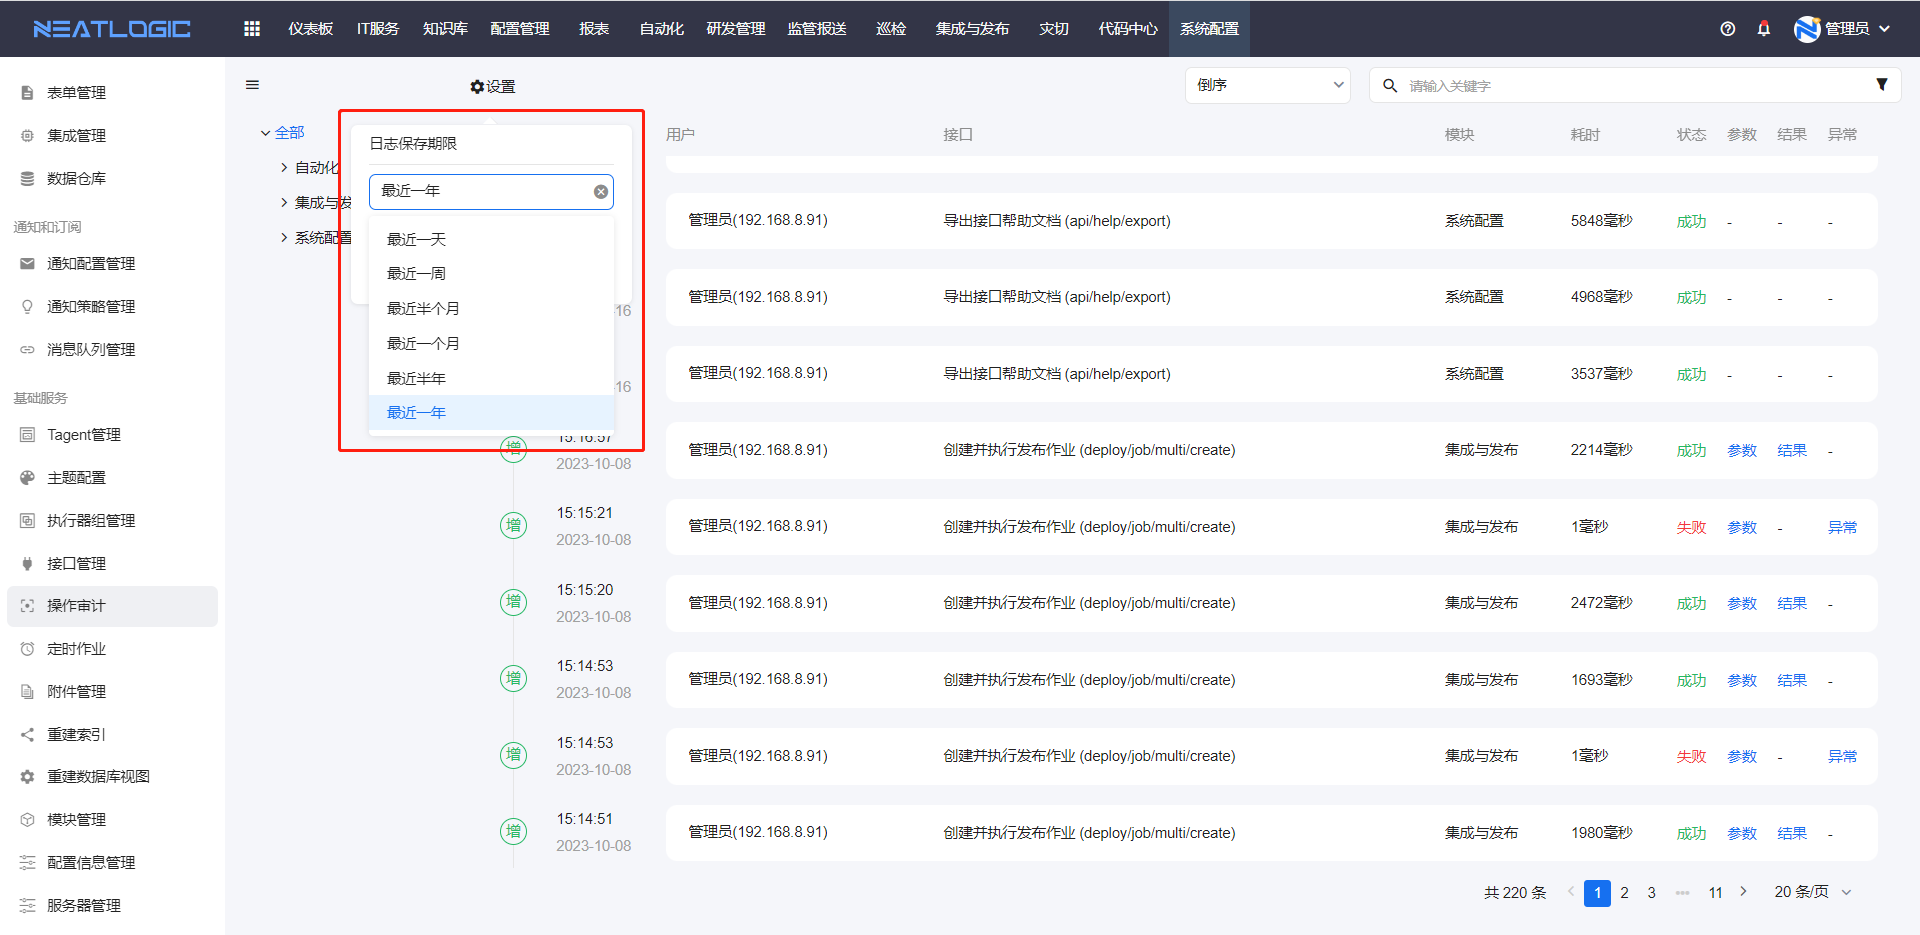 NEATLOGIC 仪表板 IT服务 知识库 配置管理 报表 自动化 研发管理 监管报送 巡检 集成与发布 灾切 代码中心 系统配置 管理员
表单管理
集成管理
数据仓库
通知和订阅
通知配置管理
通知策略管理
消息队列管理
基础服务
Tagent管理
主题配置
执行器组管理
接口管理
操作审计
定时作业
附件管理
重建索引
重建数据库视图
模块管理
配置信息管理
服务器管理
设置 倒序 请输入关键字
全部
自动化
集成与发
系统配置
日志保存期限
最近一年
最近一天
最近一周
最近半个月
最近一个月
最近半年
最近一年
用户 接口 模块 耗时 状态 参数 结果 异常
管理员(192.168.8.91) 导出接口帮助文档 (api/help/export) 系统配置 5848毫秒 成功 - - -
16 管理员(192.168.8.91) 导出接口帮助文档 (api/help/export) 系统配置 4968毫秒 成功 - - -
16 管理员(192.168.8.91) 导出接口帮助文档 (api/help/export) 系统配置 3537毫秒 成功 - - -
增 15:16:57 2023-10-08 管理员(192.168.8.91) 创建并执行发布作业 (deploy/job/multi/create) 集成与发布 2214毫秒 成功 参数 结果 -
增 15:15:21 2023-10-08 管理员(192.168.8.91) 创建并执行发布作业 (deploy/job/multi/create) 集成与发布 1毫秒 失败 参数 - 异常
增 15:15:20 2023-10-08 管理员(192.168.8.91) 创建并执行发布作业 (deploy/job/multi/create) 集成与发布 2472毫秒 成功 参数 结果 -
增 15:14:53 2023-10-08 管理员(192.168.8.91) 创建并执行发布作业 (deploy/job/multi/create) 集成与发布 1693毫秒 成功 参数 结果 -
增 15:14:53 2023-10-08 管理员(192.168.8.91) 创建并执行发布作业 (deploy/job/multi/create) 集成与发布 1毫秒 失败 参数 - 异常
增 15:14:51 2023-10-08 管理员(192.168.8.91) 创建并执行发布作业 (deploy/job/multi/create) 集成与发布 1980毫秒 成功 参数 结果 -
共 220 条 1 2 3 ••• 11 20 条/页